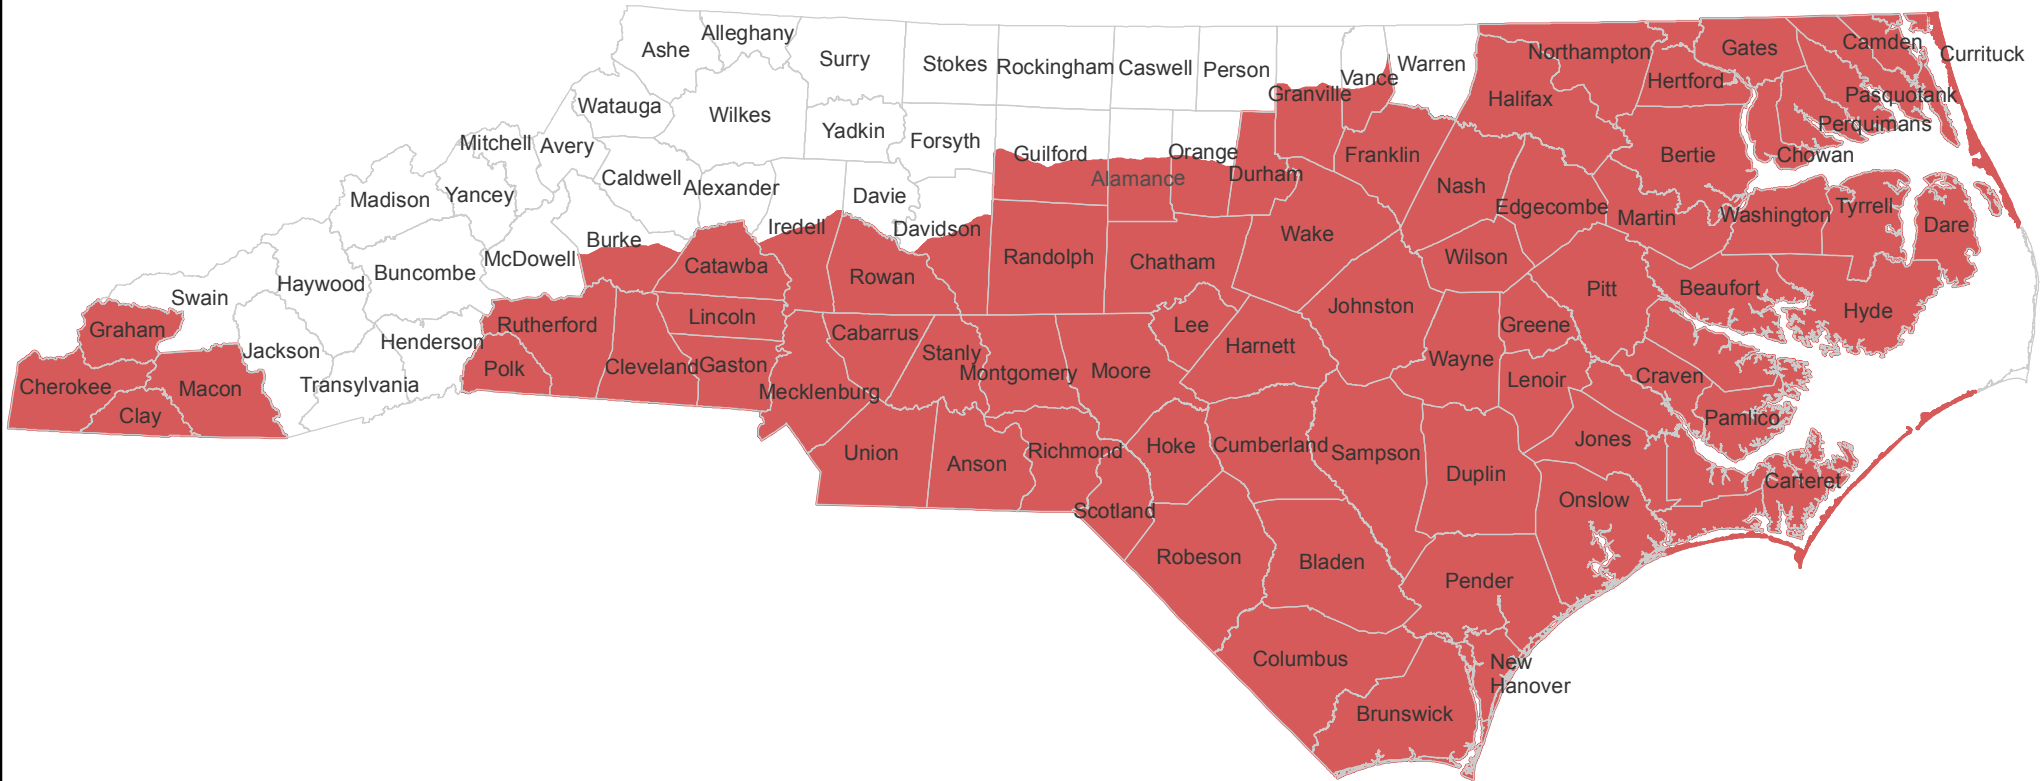 Alleghany
Ashe
Surry
Stokes
Rockingham
Caswell
Person
Vance
Warren
Northampton
Gates
Camden
Currituck
Granville
Halifax
Hertford
Pasquotank
Perquimans
Watauga
Wilkes
Yadkin
Forsyth
Guilford
Orange
Alamance
Durham
Franklin
Bertie
Chowan
Mitchell
Avery
Caldwell
Alexander
Davie
Madison
Yancey
Iredell
Davidson
Nash
Edgecombe
Martin
Washington
Tyrrell
Dare
Burke
McDowell
Catawba
Rowan
Randolph
Chatham
Wake
Wilson
Pitt
Beaufort
Hyde
Swain
Haywood
Buncombe
Graham
Rutherford
Lincoln
Cabarrus
Lee
Johnston
Greene
Jackson
Henderson
Harnett
Wayne
Cherokee
Macon
Clay
Transylvania
Polk
Cleveland
Gaston
Mecklenburg
Stanly
Montgomery
Moore
Lenoir
Craven
Pamlico
Union
Anson
Richmond
Hoke
Cumberland
Sampson
Duplin
Jones
Carteret
Scotland
Onslow
Robeson
Bladen
Pender
Columbus
New
Hanover
Brunswick